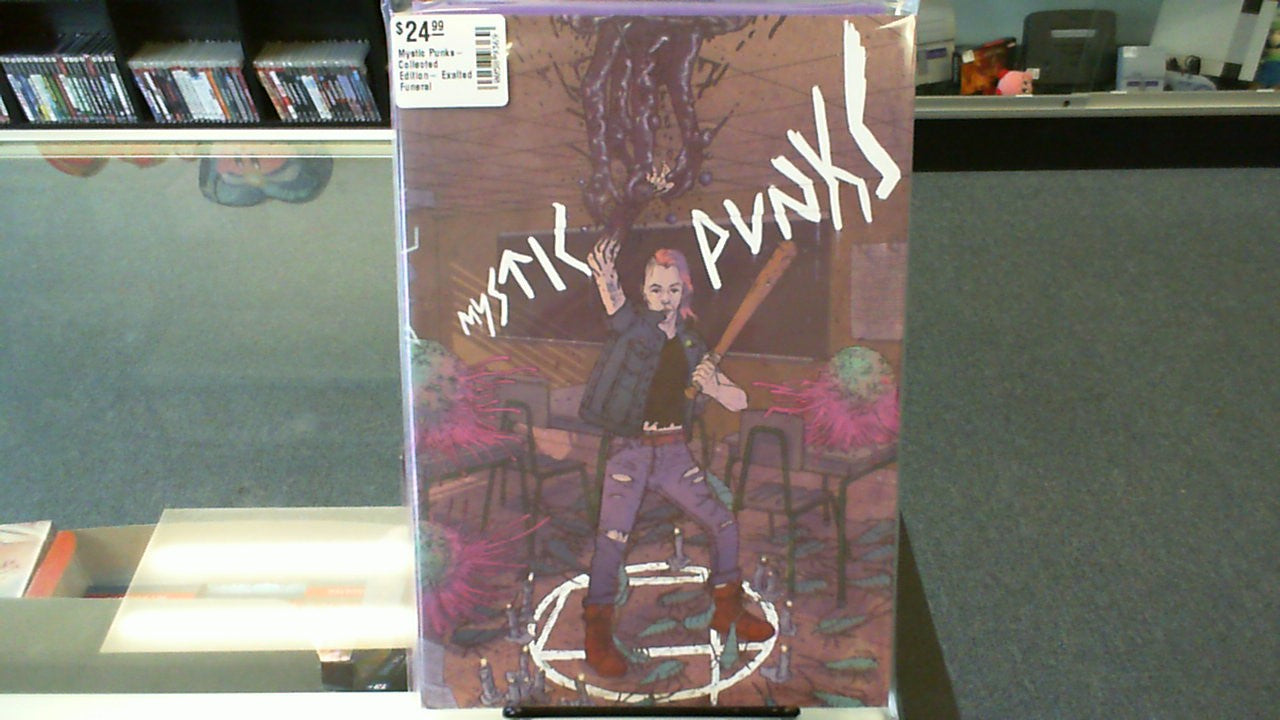 $24.99
Mystic Punks-
Collected
Edition- Exalted
Funeral
MYSTIC PUNKS